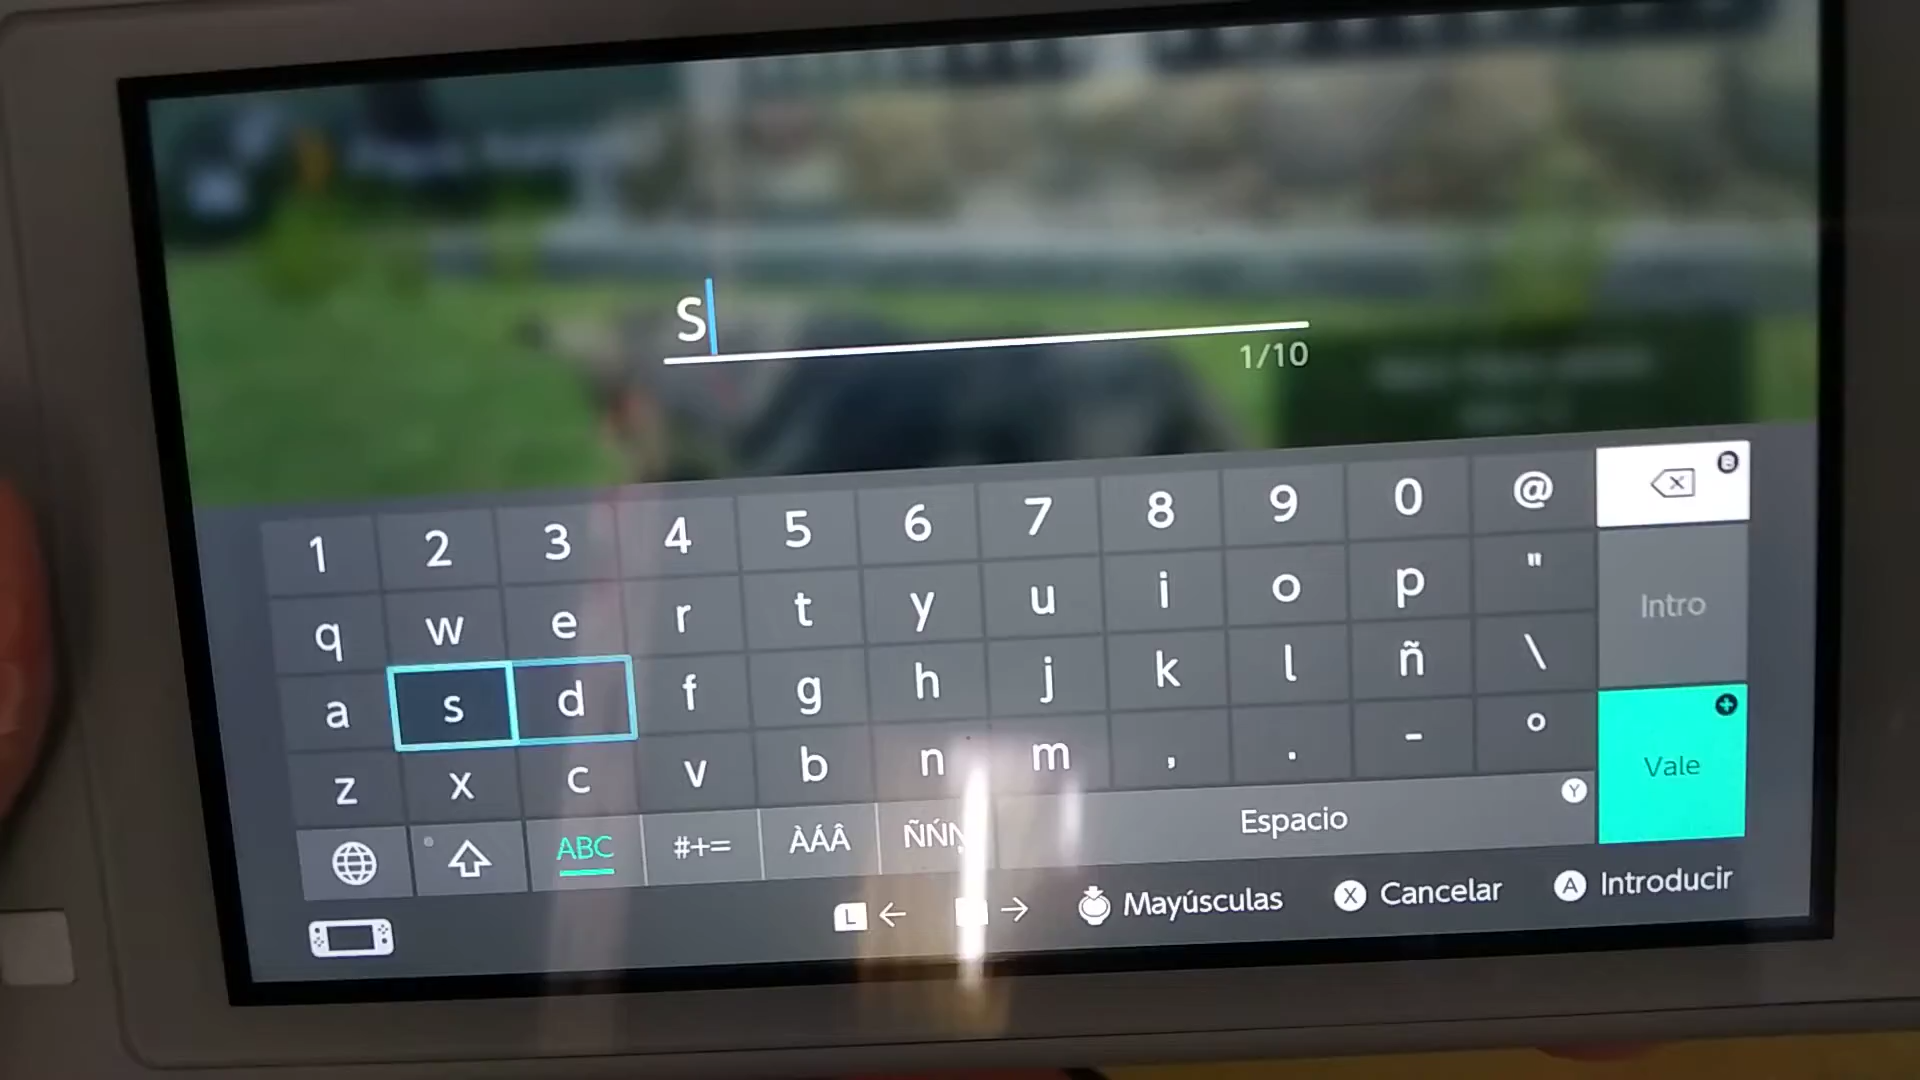 S
1/10
1 2 3 4 5 6 7 8 9 0 @
q w e r t y u i o p "
Intro
a s d f g h j k l ñ \
z x c v b n m , . - º
Vale
ABC #+= ÀÁÂ Espacio Y
L ← → Mayúsculas X Cancelar A Introducir